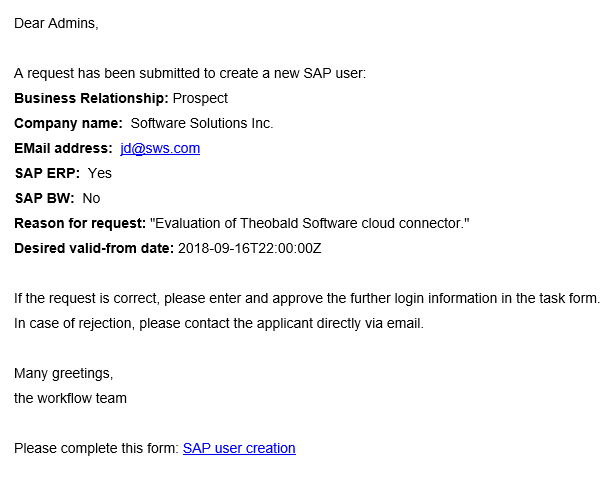 Dear Admins,
A request has been submitted to create a new SAP user:
Business Relationship: Prospect
Company name:  Software Solutions Inc.
EMail address:  jd@sws.com
SAP ERP:  Yes
SAP BW:  No
Reason for request: "Evaluation of Theobald Software cloud connector."
Desired valid-from date: 2018-09-16T22:00:00Z
If the request is correct, please enter and approve the further login information in the task form.
In case of rejection, please contact the applicant directly via email.
Many greetings,
the workflow team
Please complete this form: SAP user creation